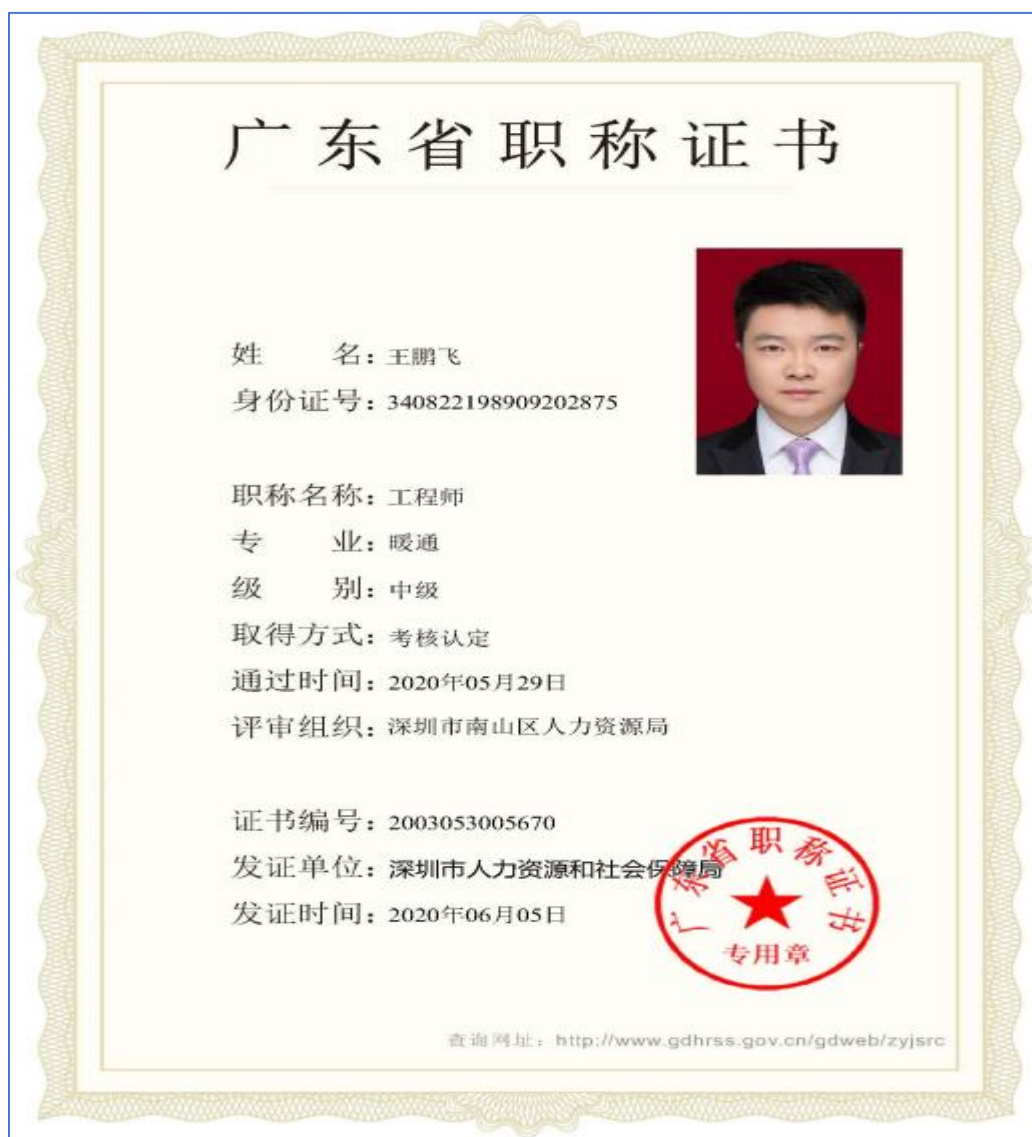 广东省职称证书
姓 名：王鹏飞
身份证号：340822198909202875
职称名称：工程师
专 业：暖通
级 别：中级
取得方式：考核认定
通过时间：2020年05月29日
评审组织：深圳市南山区人力资源局
证书编号：2003053005670
发证单位：深圳市人力资源和社会保障局
发证时间：2020年06月05日
广东省职称证书
专用章
查询网址：http://www.gdhrss.gov.cn/gdweb/zyjsrc